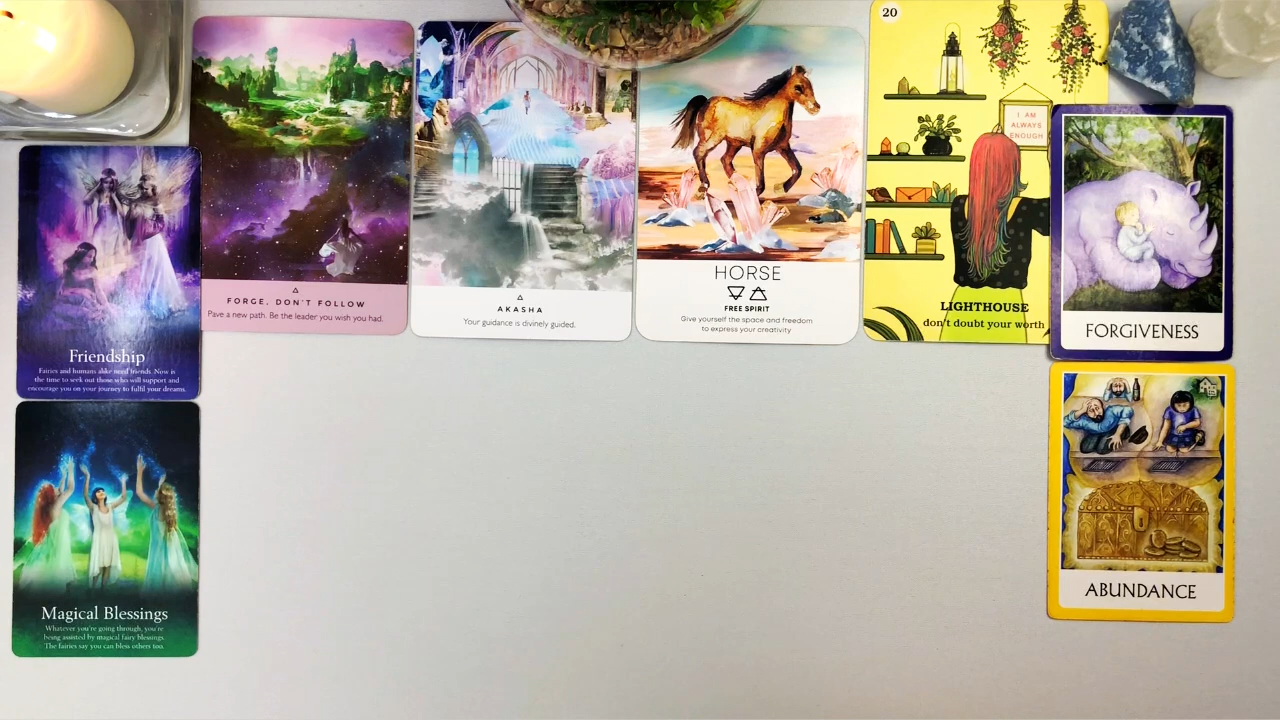 Friendship
Fairies and humans alike need friends. Now is
the time to seek out those who will support and
encourage you on your journey to fulfil your dreams.
Magical Blessings
Whatever you're going through, you're
being assisted by magical fairy blessings.
The fairies say you can bless others too.
FORGE, DON'T FOLLOW
Pave a new path. Be the leader you wish you had.
AKASHA
Your guidance is divinely guided.
HORSE
FREE SPIRIT
Give yourself the space and freedom
to express your creativity
20
I AM
ALWAYS
ENOUGH
LIGHTHOUSE
don't doubt your worth
FORGIVENESS
ABUNDANCE